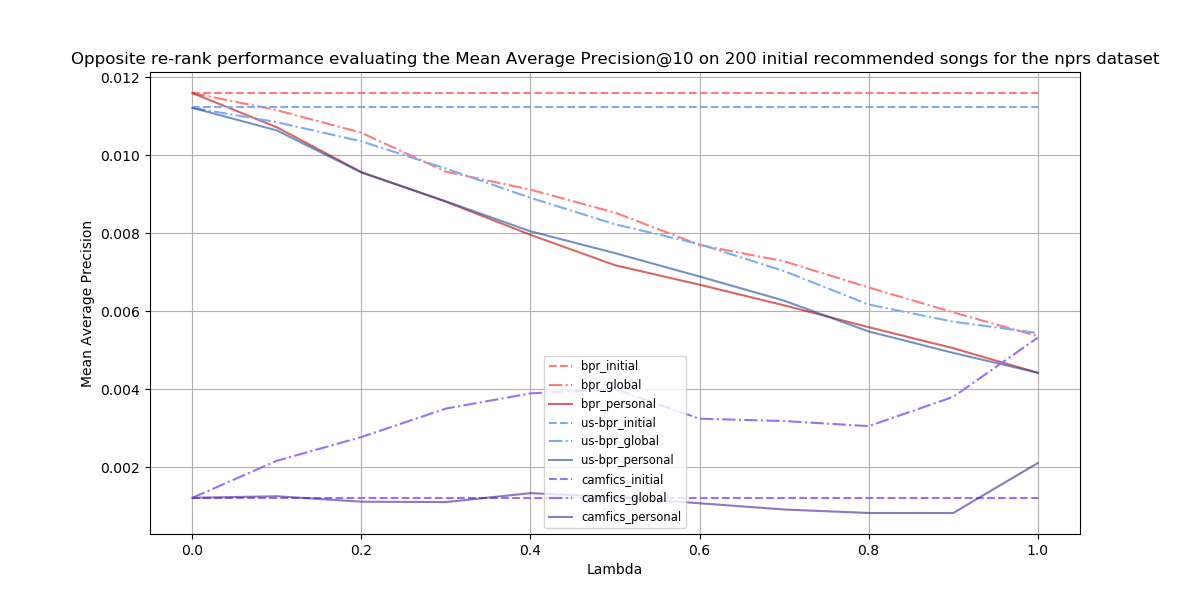 Opposite re-rank performance evaluating the Mean Average Precision@10 on 200 initial recommended songs for the nprs dataset
0.012
0.010
0.008
0.006
0.004
0.002
Mean Average Precision
bpr_initial
bpr_global
bpr_personal
us-bpr_initial
us-bpr_global
us-bpr_personal
camfics_initial
camfics_global
camfics_personal
0.0 0.2 0.4 0.6 0.8 1.0
Lambda